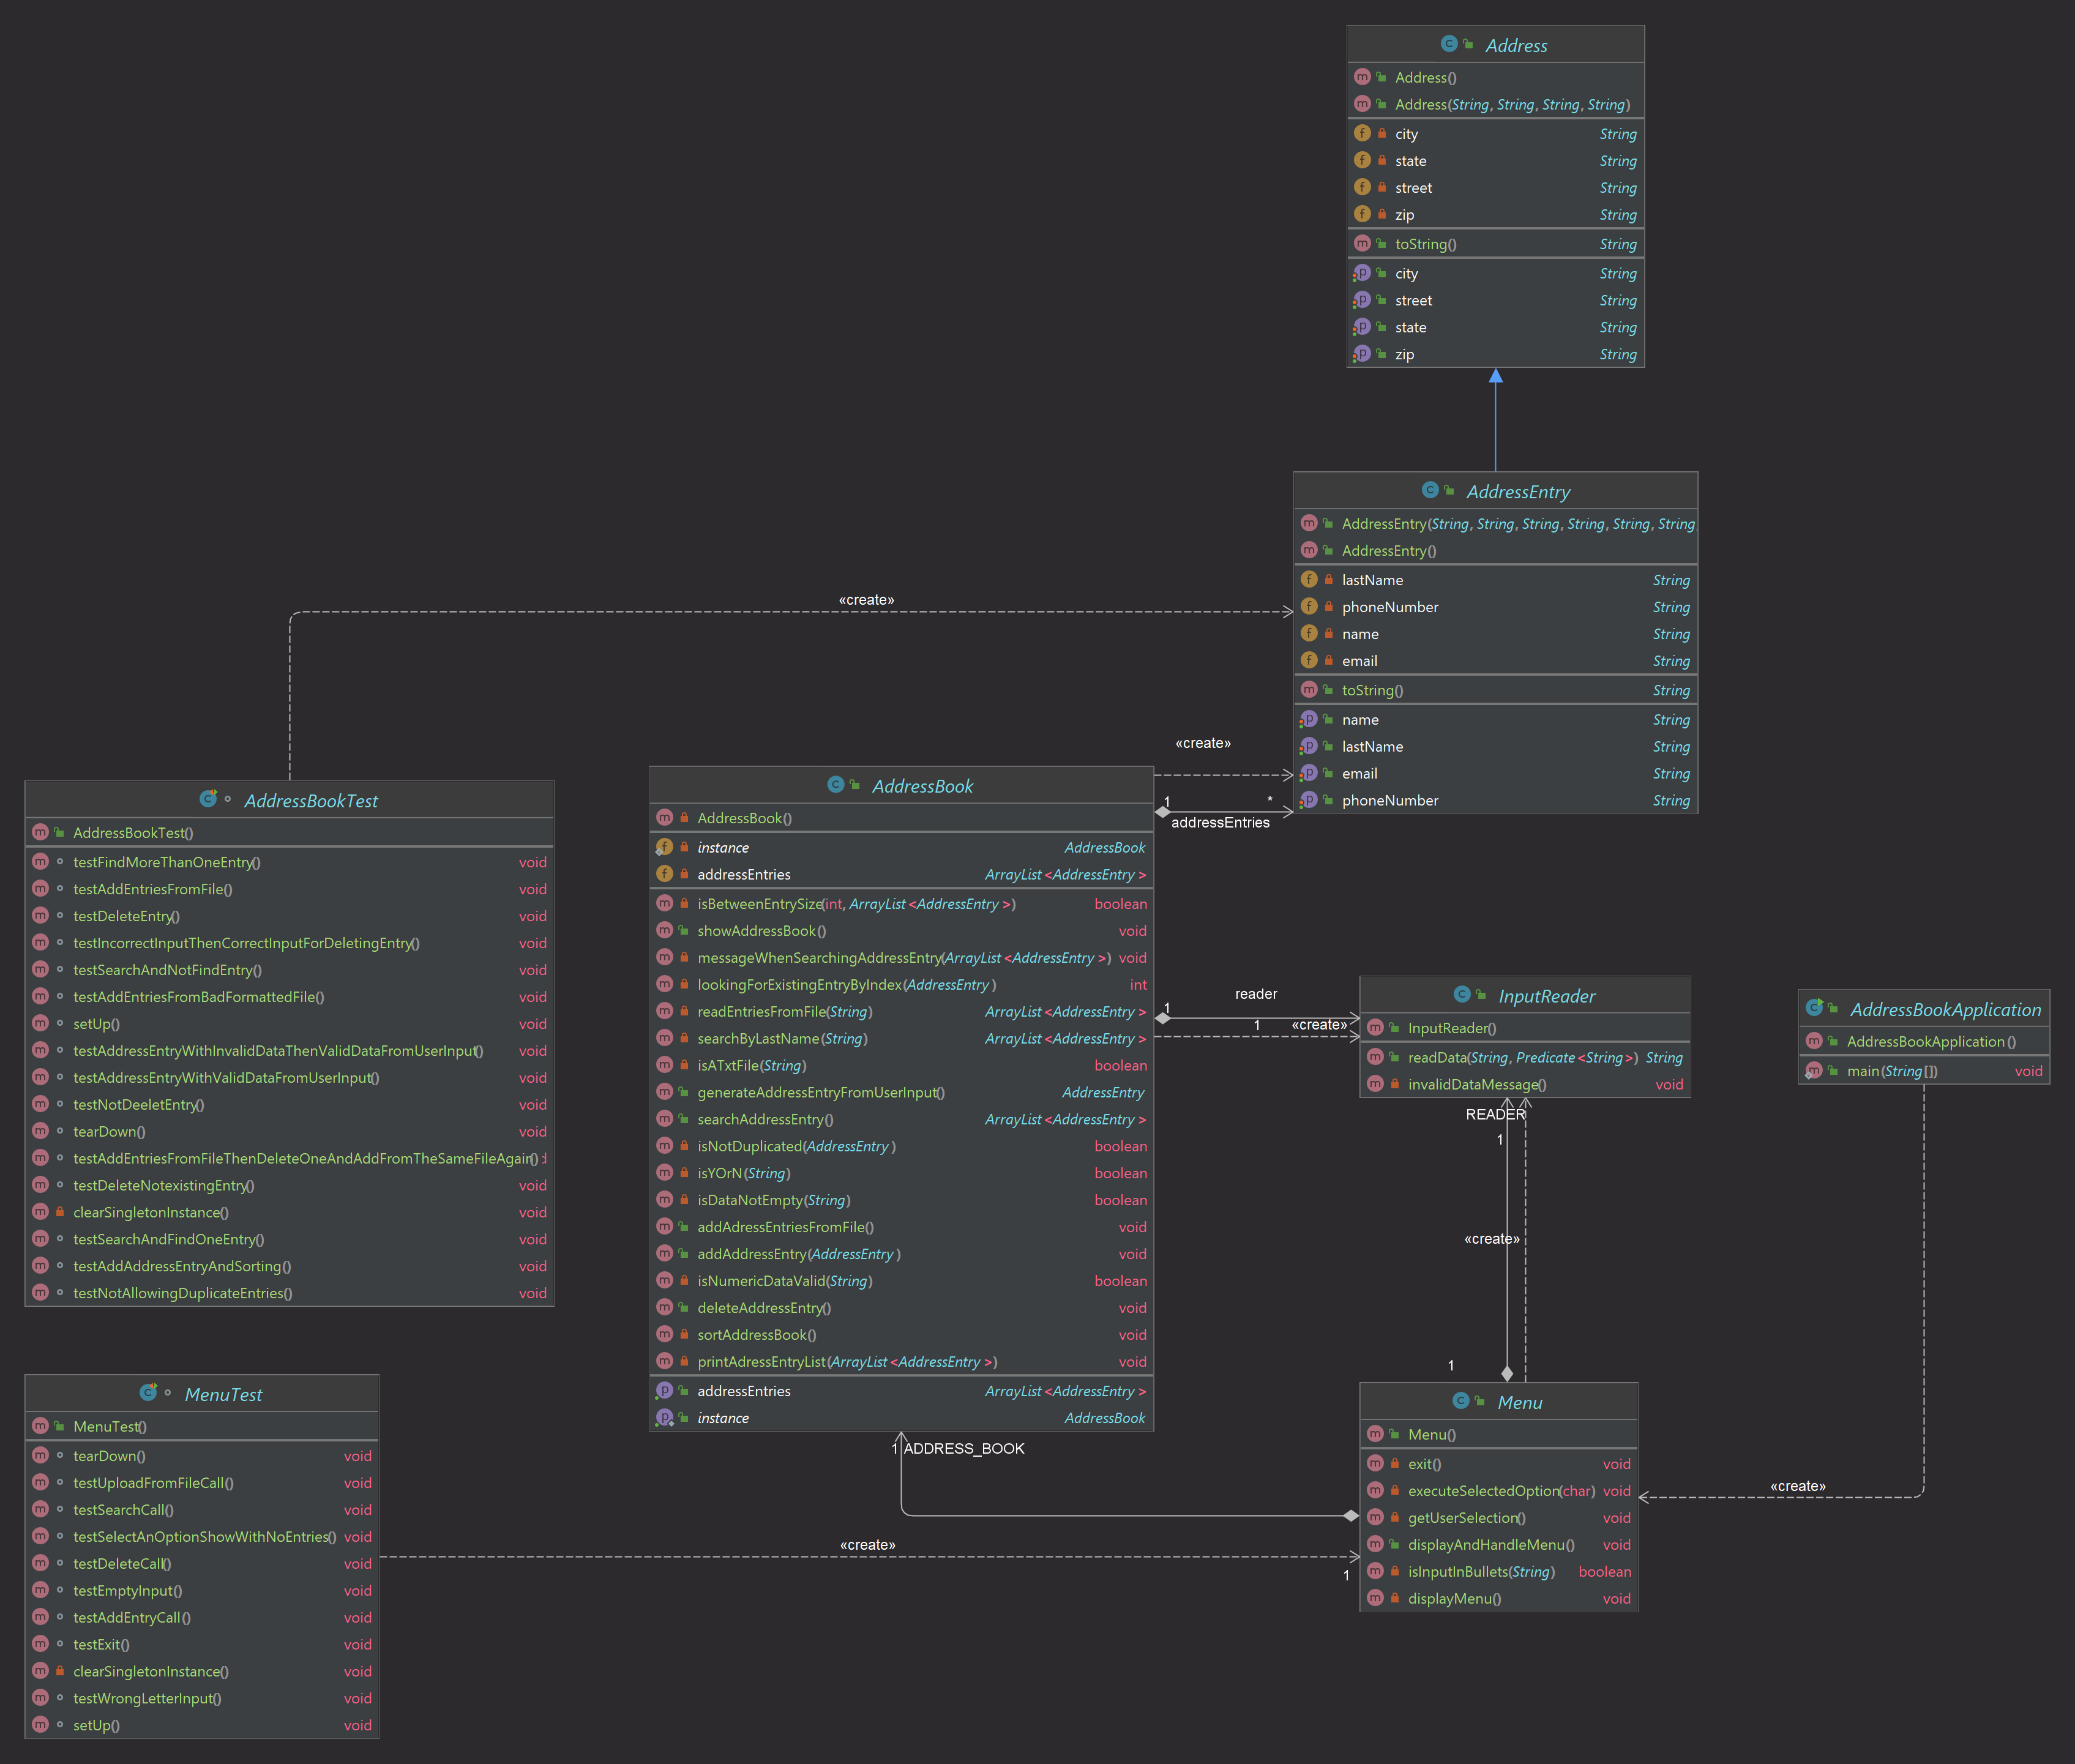 Address
Address()
Address(String, String, String, String)
city String
state String
street String
zip String
toString() String
city String
street String
state String
zip String
AddressEntry
AddressEntry(String, String, String, String, String, String,
AddressEntry()
lastName String
phoneNumber String
name String
email String
toString() String
name String
lastName String
email String
phoneNumber String
«create»
«create»
1 *
addressEntries
AddressBookTest
AddressBookTest()
testFindMoreThanOneEntry() void
testAddEntriesFromFile() void
testDeleteEntry() void
testIncorrectInputThenCorrectInputForDeletingEntry() void
testSearchAndNotFindEntry() void
testAddEntriesFromBadFormattedFile() void
setUp() void
testAddressEntryWithInvalidDataThenValidDataFromUserInput() void
testAddressEntryWithValidDataFromUserInput() void
testNotDeeletEntry() void
tearDown() void
testAddEntriesFromFileThenDeleteOneAndAddFromTheSameFileAgain()
testDeleteNotexistingEntry() void
clearSingletonInstance() void
testSearchAndFindOneEntry() void
testAddAddressEntryAndSorting() void
testNotAllowingDuplicateEntries() void
AddressBook
AddressBook()
instance AddressBook
addressEntries ArrayList<AddressEntry>
isBetweenEntrySize(int, ArrayList<AddressEntry>) boolean
showAddressBook() void
messageWhenSearchingAddressEntry(ArrayList<AddressEntry>) void
lookingForExistingEntryByIndex(AddressEntry) int
readEntriesFromFile(String) ArrayList<AddressEntry>
searchByLastName(String) ArrayList<AddressEntry>
isATxtFile(String) boolean
generateAddressEntryFromUserInput() AddressEntry
searchAddressEntry() ArrayList<AddressEntry>
isNotDuplicated(AddressEntry) boolean
isYOrN(String) boolean
isDataNotEmpty(String) boolean
addAdressEntriesFromFile() void
addAddressEntry(AddressEntry) void
isNumericDataValid(String) boolean
deleteAddressEntry() void
sortAddressBook() void
printAdressEntryList(ArrayList<AddressEntry>) void
addressEntries ArrayList<AddressEntry>
instance AddressBook
reader
1
1 «create»
InputReader
InputReader()
readData(String, Predicate<String>) String
invalidDataMessage() void
AddressBookApplication
AddressBookApplication()
main(String[]) void
READER
1
«create»
1
Menu
Menu()
exit() void
executeSelectedOption(char) void
getUserSelection() void
displayAndHandleMenu() void
isInputInBullets(String) boolean
displayMenu() void
1 ADDRESS_BOOK
«create»
MenuTest
MenuTest()
tearDown() void
testUploadFromFileCall() void
testSearchCall() void
testSelectAnOptionShowWithNoEntries() void
testDeleteCall() void
testEmptyInput() void
testAddEntryCall() void
testExit() void
clearSingletonInstance() void
testWrongLetterInput() void
setUp() void
«create»
1